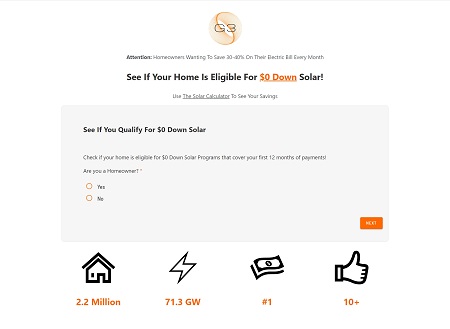 Attention: Homeowners Wanting To Save 30-40% On Their Electric Bill Every Month
See If Your Home Is Eligible For $0 Down Solar!
Use The Solar Calculator To See Your Savings
See If You Qualify For $0 Down Solar
Check if your home is eligible for $0 Down Solar Programs that cover your first 12 months of payments!
Are you a Homeowner? *
Yes
No
NEXT
2.2 Million
71.3 GW
#1
10+